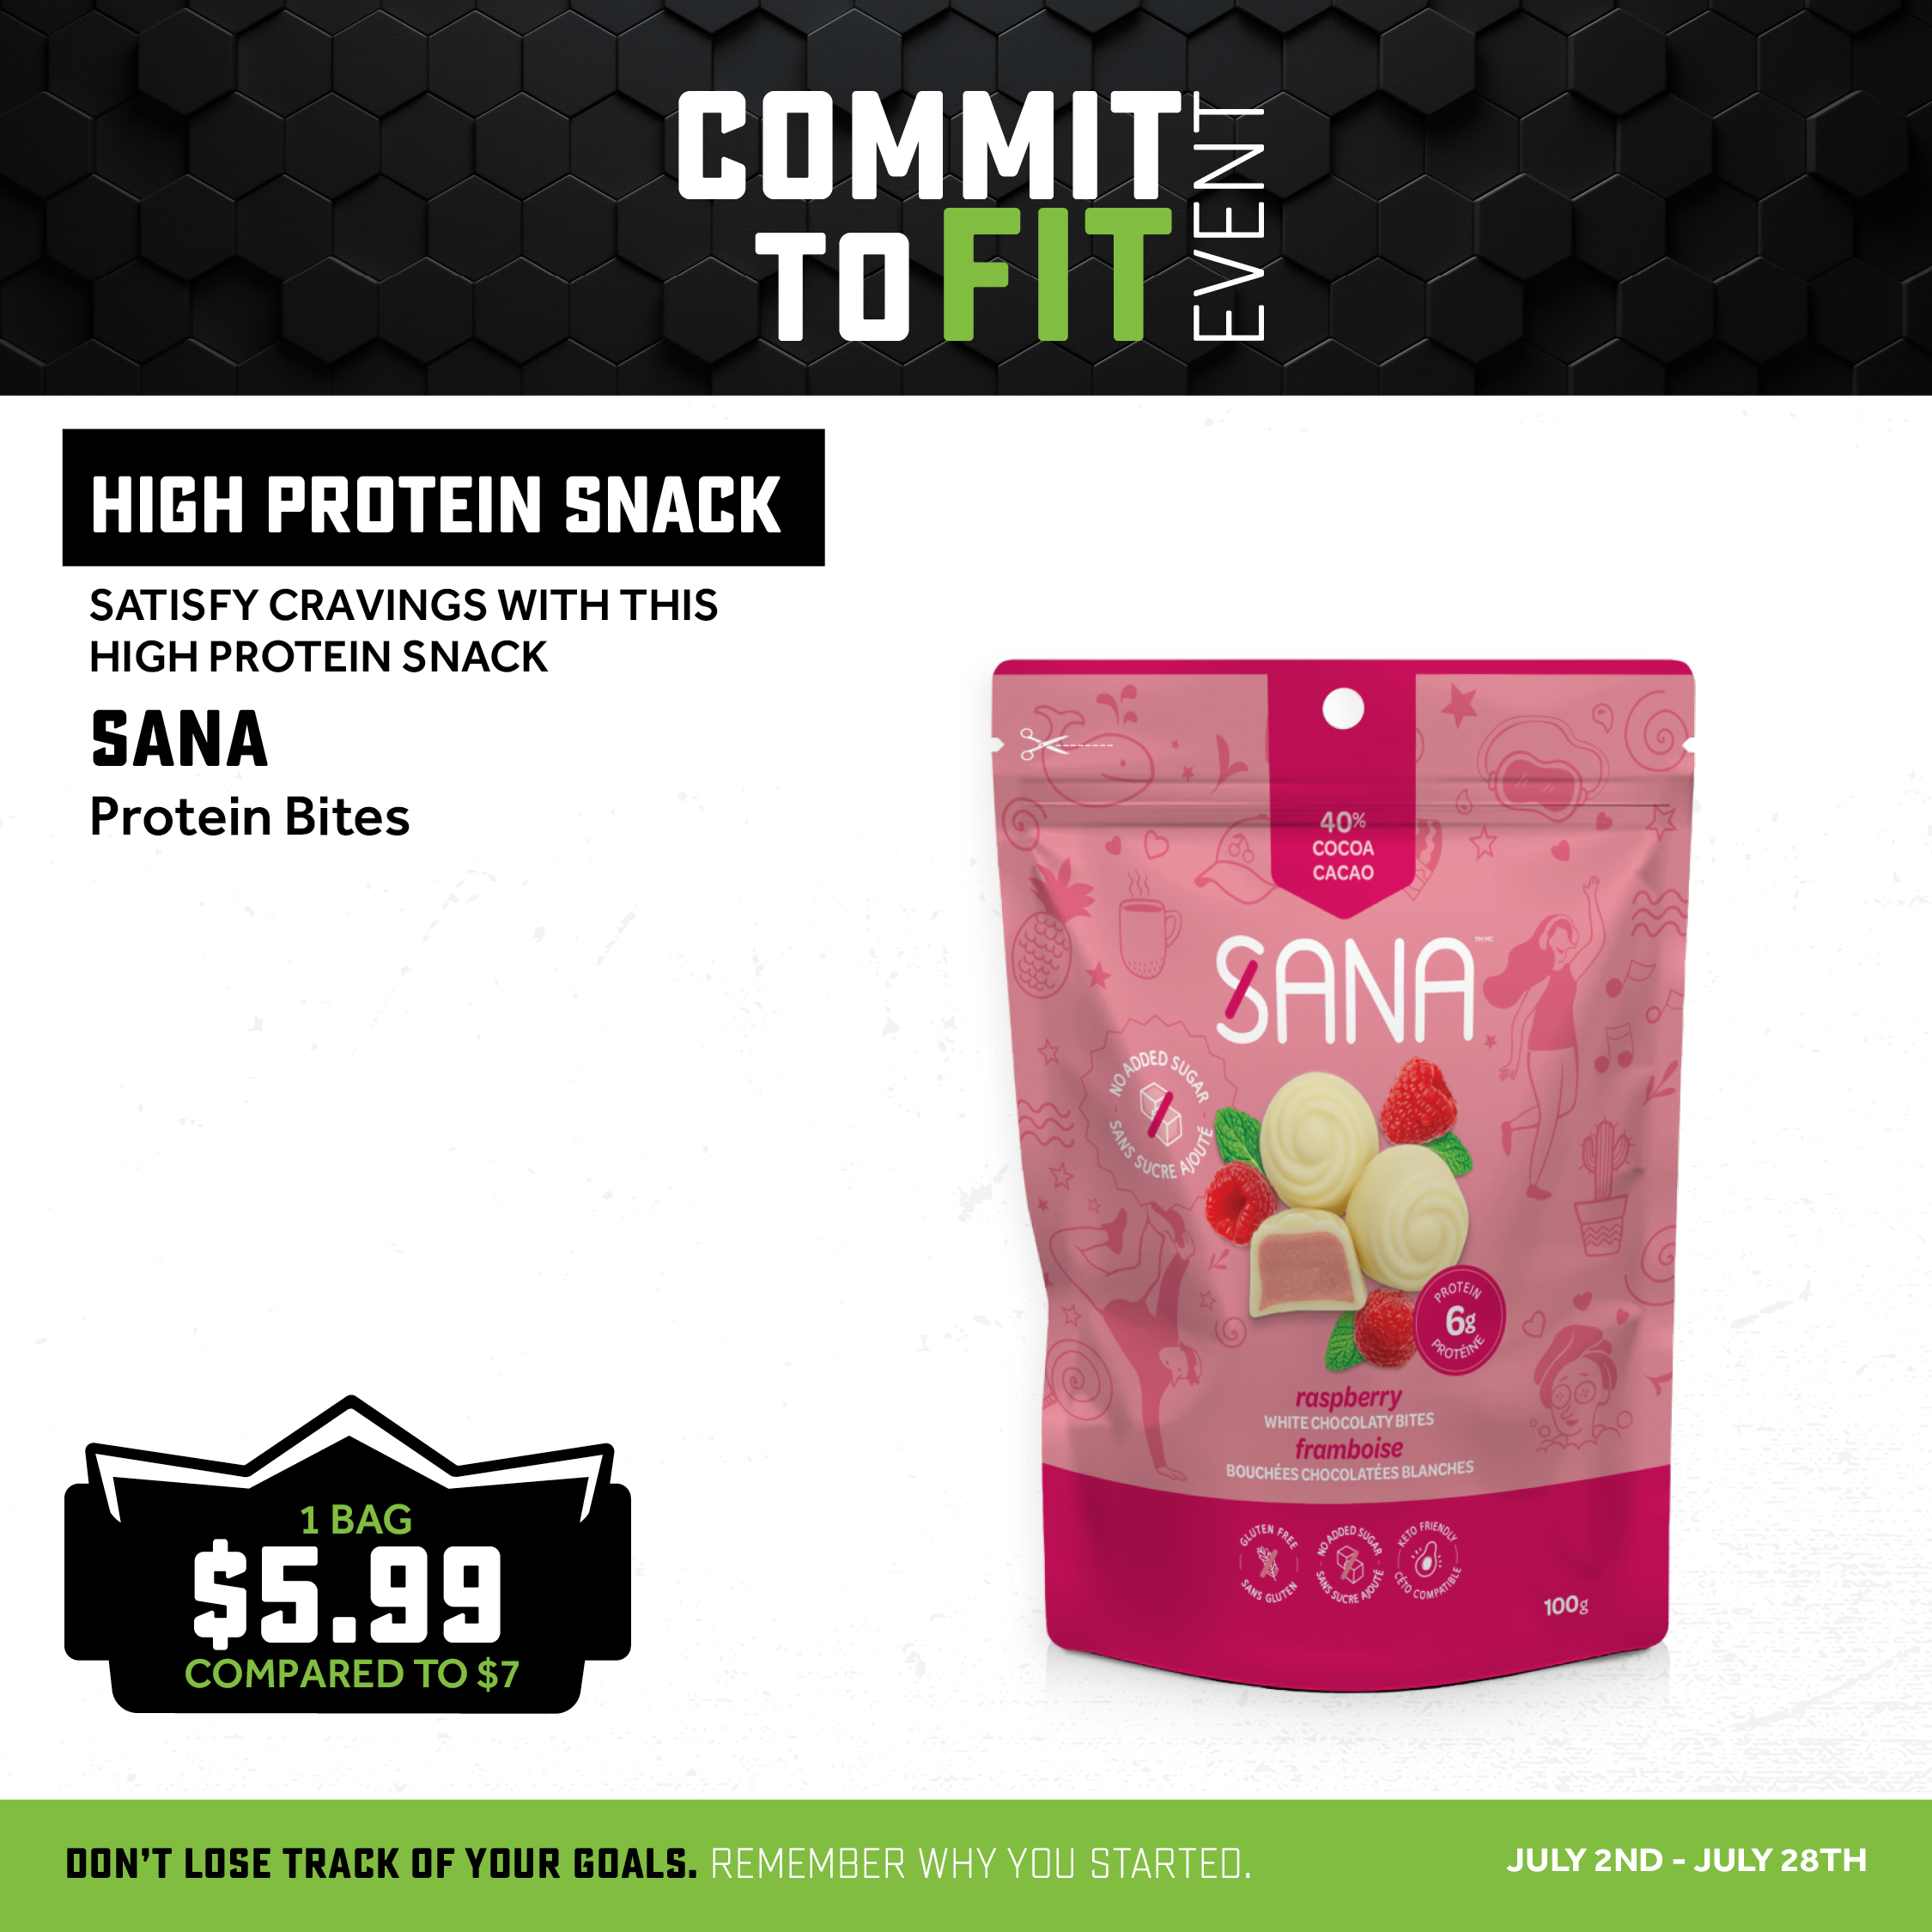 COMMIT
TO FIT
EVENT
HIGH PROTEIN SNACK
SATISFY CRAVINGS WITH THIS
HIGH PROTEIN SNACK
SANA
Protein Bites
40%
COCOA
CACAO
SANA TM/MC
NO ADDED SUGAR
SANS SUCRE AJOUTÉ
PROTEIN
6g
PROTÉINE
raspberry
WHITE CHOCOLATY BITES
framboise
BOUCHÉES CHOCOLATÉES BLANCHES
GLUTEN FREE
SANS GLUTEN
NO ADDED SUGAR
SANS SUCRE AJOUTÉ
KETO FRIENDLY
CÉTO COMPATIBLE
100g
1 BAG
$5.99
COMPARED TO $7
DON'T LOSE TRACK OF YOUR GOALS. REMEMBER WHY YOU STARTED.
JULY 2ND - JULY 28TH